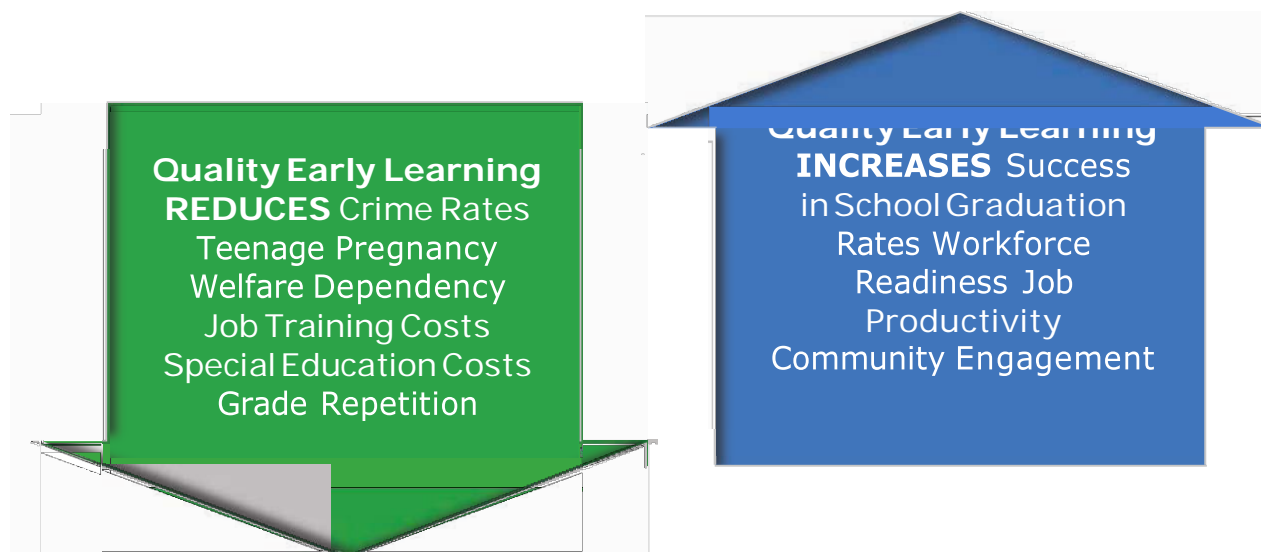 Quality Early Learning
REDUCES Crime Rates
Teenage Pregnancy
Welfare Dependency
Job Training Costs
Special Education Costs
Grade Repetition
Quality Early Learning
INCREASES Success
in School Graduation
Rates Workforce
Readiness Job
Productivity
Community Engagement